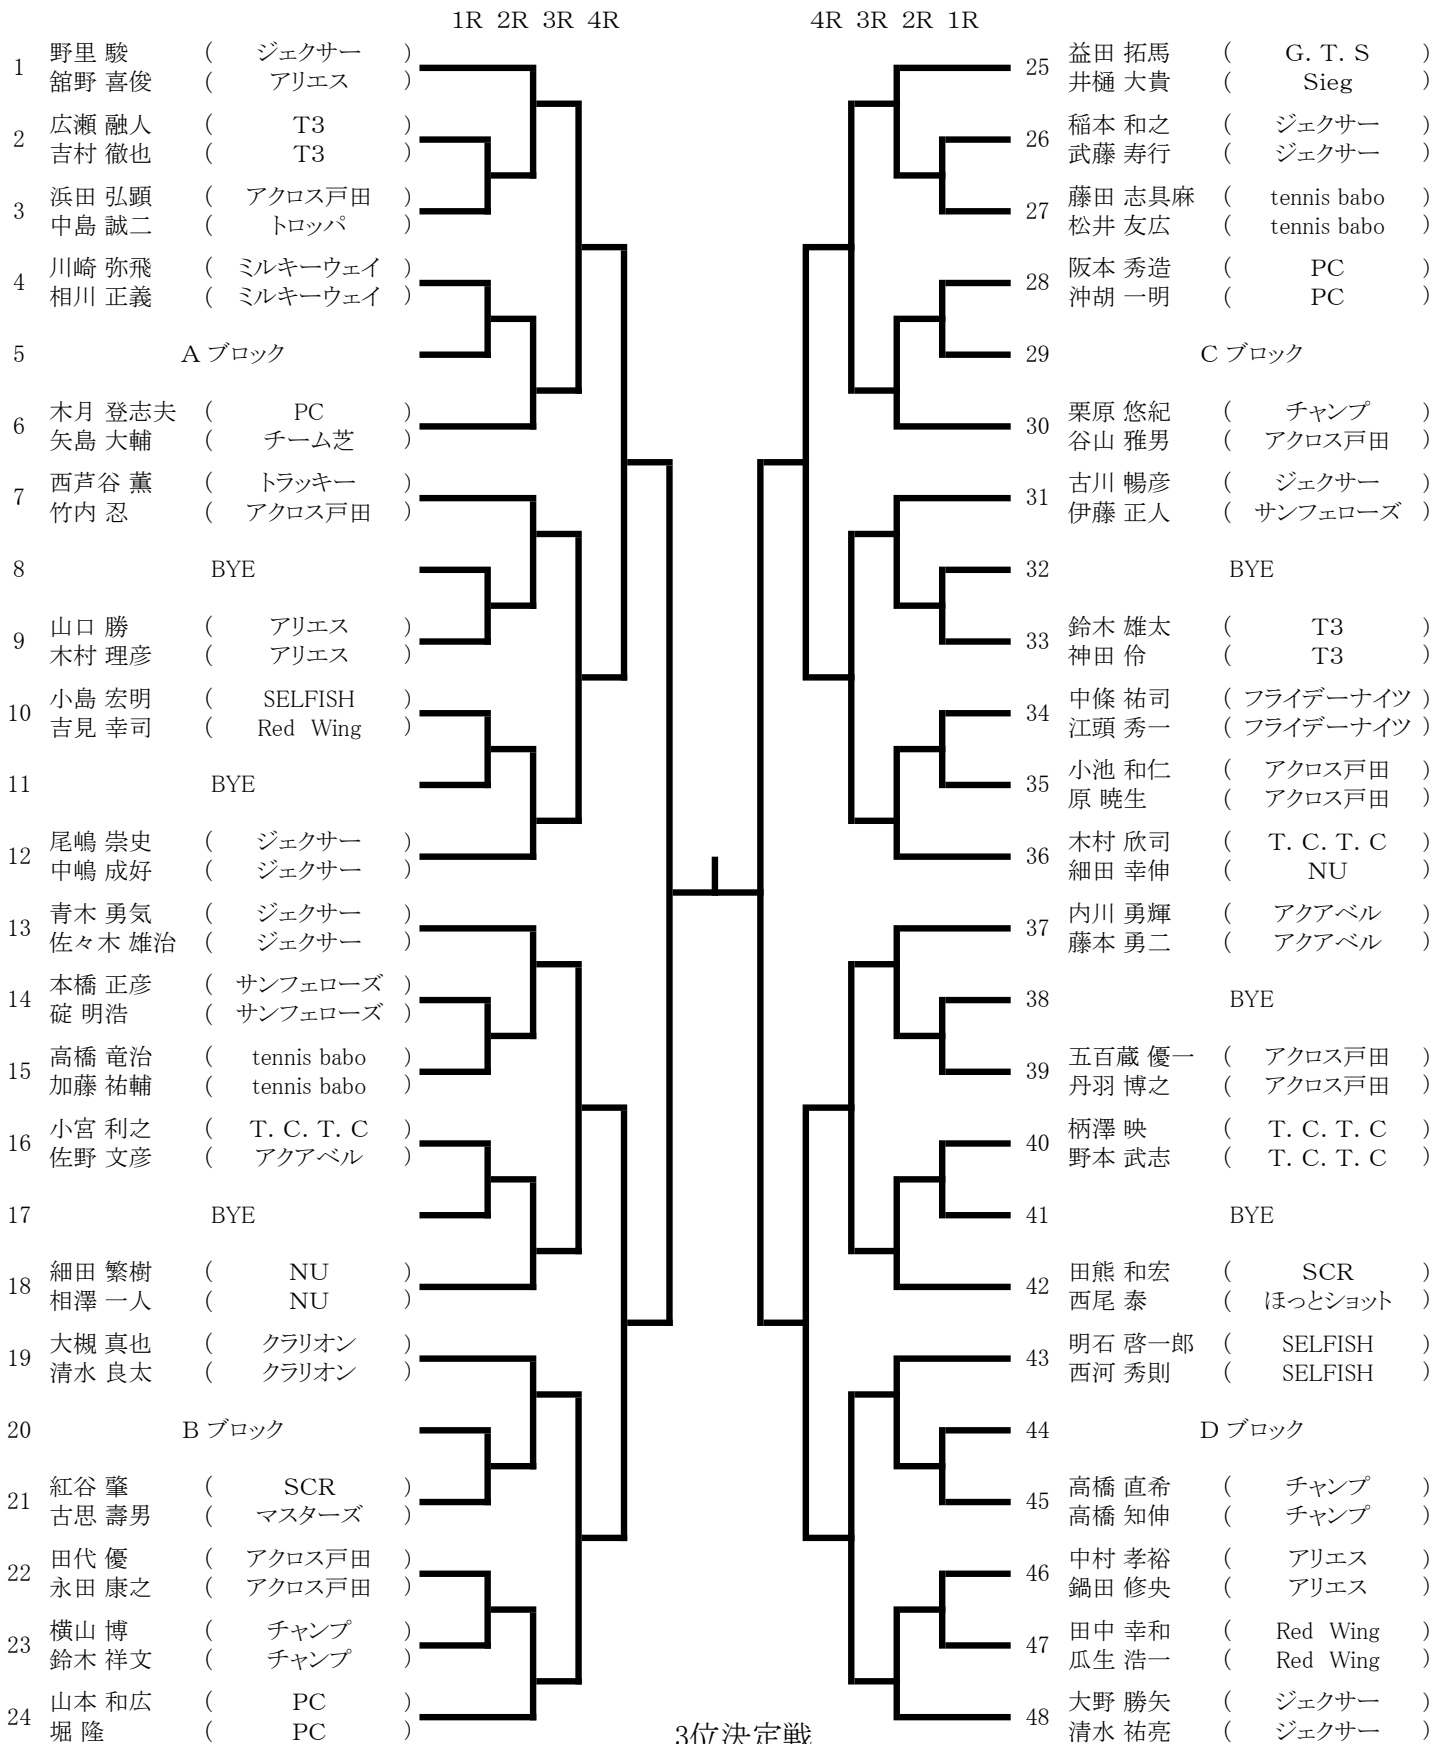 1R 2R 3R 4R
4R 3R 2R 1R
1 野里 駿 ( ジェクサー )
舘野 喜俊 ( アリエス )
2 広瀬 融人 ( T3 )
吉村 徹也 ( T3 )
3 浜田 弘顕 ( アクロス戸田 )
中島 誠二 ( トロッパ )
4 川崎 弥飛 ( ミルキーウェイ )
相川 正義 ( ミルキーウェイ )
5 A ブロック
6 木月 登志夫 ( PC )
矢島 大輔 ( チーム芝 )
7 西芦谷 薫 ( トラッキー )
竹内 忍 ( アクロス戸田 )
8 BYE
9 山口 勝 ( アリエス )
木村 理彦 ( アリエス )
10 小島 宏明 ( SELFISH )
吉見 幸司 ( Red Wing )
11 BYE
12 尾嶋 崇史 ( ジェクサー )
中嶋 成好 ( ジェクサー )
13 青木 勇気 ( ジェクサー )
佐々木 雄治 ( ジェクサー )
14 本橋 正彦 ( サンフェローズ )
碇 明浩 ( サンフェローズ )
15 高橋 竜治 ( tennis babo )
加藤 祐輔 ( tennis babo )
16 小宮 利之 ( T. C. T. C )
佐野 文彦 ( アクアベル )
17 BYE
18 細田 繁樹 ( NU )
相澤 一人 ( NU )
19 大槻 真也 ( クラリオン )
清水 良太 ( クラリオン )
20 B ブロック
21 紅谷 肇 ( SCR )
古思 壽男 ( マスターズ )
22 田代 優 ( アクロス戸田 )
永田 康之 ( アクロス戸田 )
23 横山 博 ( チャンプ )
鈴木 祥文 ( チャンプ )
24 山本 和広 ( PC )
堀 隆 ( PC )
25 益田 拓馬 ( G. T. S )
井樋 大貴 ( Sieg )
26 稲本 和之 ( ジェクサー )
武藤 寿行 ( ジェクサー )
27 藤田 志具麻 ( tennis babo )
松井 友広 ( tennis babo )
28 阪本 秀造 ( PC )
沖胡 一明 ( PC )
29 C ブロック
30 栗原 悠紀 ( チャンプ )
谷山 雅男 ( アクロス戸田 )
31 古川 暢彦 ( ジェクサー )
伊藤 正人 ( サンフェローズ )
32 BYE
33 鈴木 雄太 ( T3 )
神田 伶 ( T3 )
34 中條 祐司 ( フライデーナイツ )
江頭 秀一 ( フライデーナイツ )
35 小池 和仁 ( アクロス戸田 )
原 暁生 ( アクロス戸田 )
36 木村 欣司 ( T. C. T. C )
細田 幸伸 ( NU )
37 内川 勇輝 ( アクアベル )
藤本 勇二 ( アクアベル )
38 BYE
39 五百蔵 優一 ( アクロス戸田 )
丹羽 博之 ( アクロス戸田 )
40 柄澤 映 ( T. C. T. C )
野本 武志 ( T. C. T. C )
41 BYE
42 田熊 和宏 ( SCR )
西尾 泰 ( ほっとショット )
43 明石 啓一郎 ( SELFISH )
西河 秀則 ( SELFISH )
44 D ブロック
45 高橋 直希 ( チャンプ )
高橋 知伸 ( チャンプ )
46 中村 孝裕 ( アリエス )
鍋田 修央 ( アリエス )
47 田中 幸和 ( Red Wing )
瓜生 浩一 ( Red Wing )
48 大野 勝矢 ( ジェクサー )
清水 祐亮 ( ジェクサー )
3位決定戦